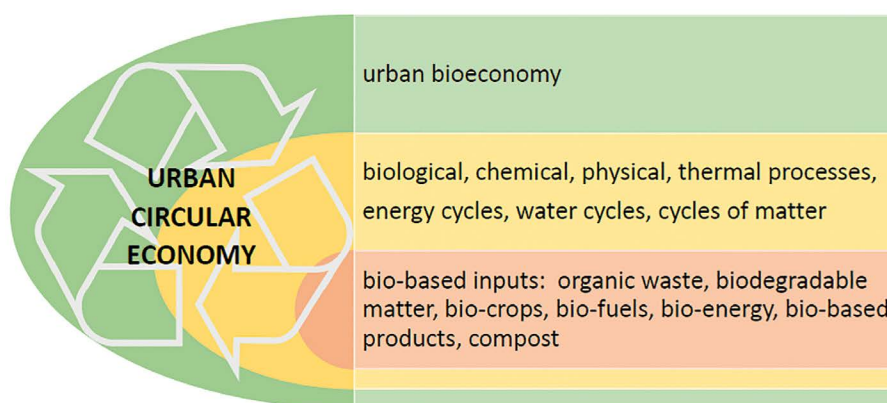 URBAN
CIRCULAR
ECONOMY
urban bioeconomy
biological, chemical, physical, thermal processes,
energy cycles, water cycles, cycles of matter
bio-based inputs: organic waste, biodegradable
matter, bio-crops, bio-fuels, bio-energy, bio-based
products, compost